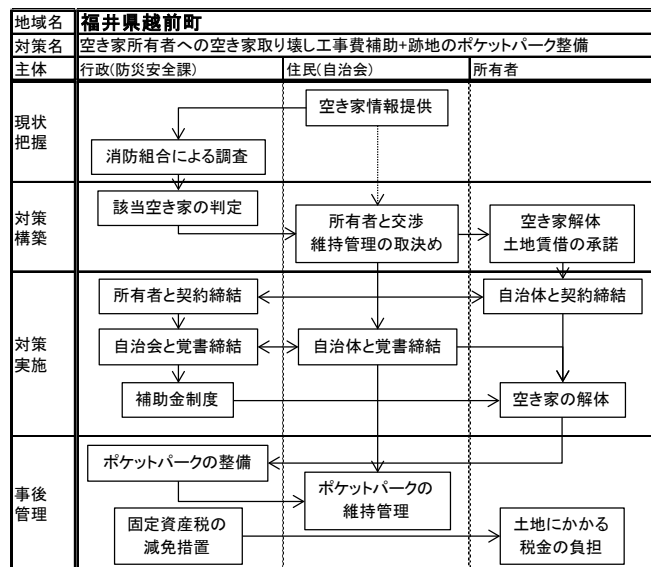 地域名 福井県越前町
対策名 空き家所有者への空き家取り壊し工事費補助+跡地のポケットパーク整備
主体 行政(防災安全課) 住民(自治会) 所有者
現状
把握
空き家情報提供
消防組合による調査
対策
構築
該当空き家の判定
所有者と交渉
維持管理の取決め
空き家解体
土地賃借の承諾
対策
実施
所有者と契約締結
自治体と契約締結
自治会と覚書締結
自治体と覚書締結
補助金制度
空き家の解体
事後
管理
ポケットパークの整備
ポケットパークの
維持管理
固定資産税の
減免措置
土地にかかる
税金の負担